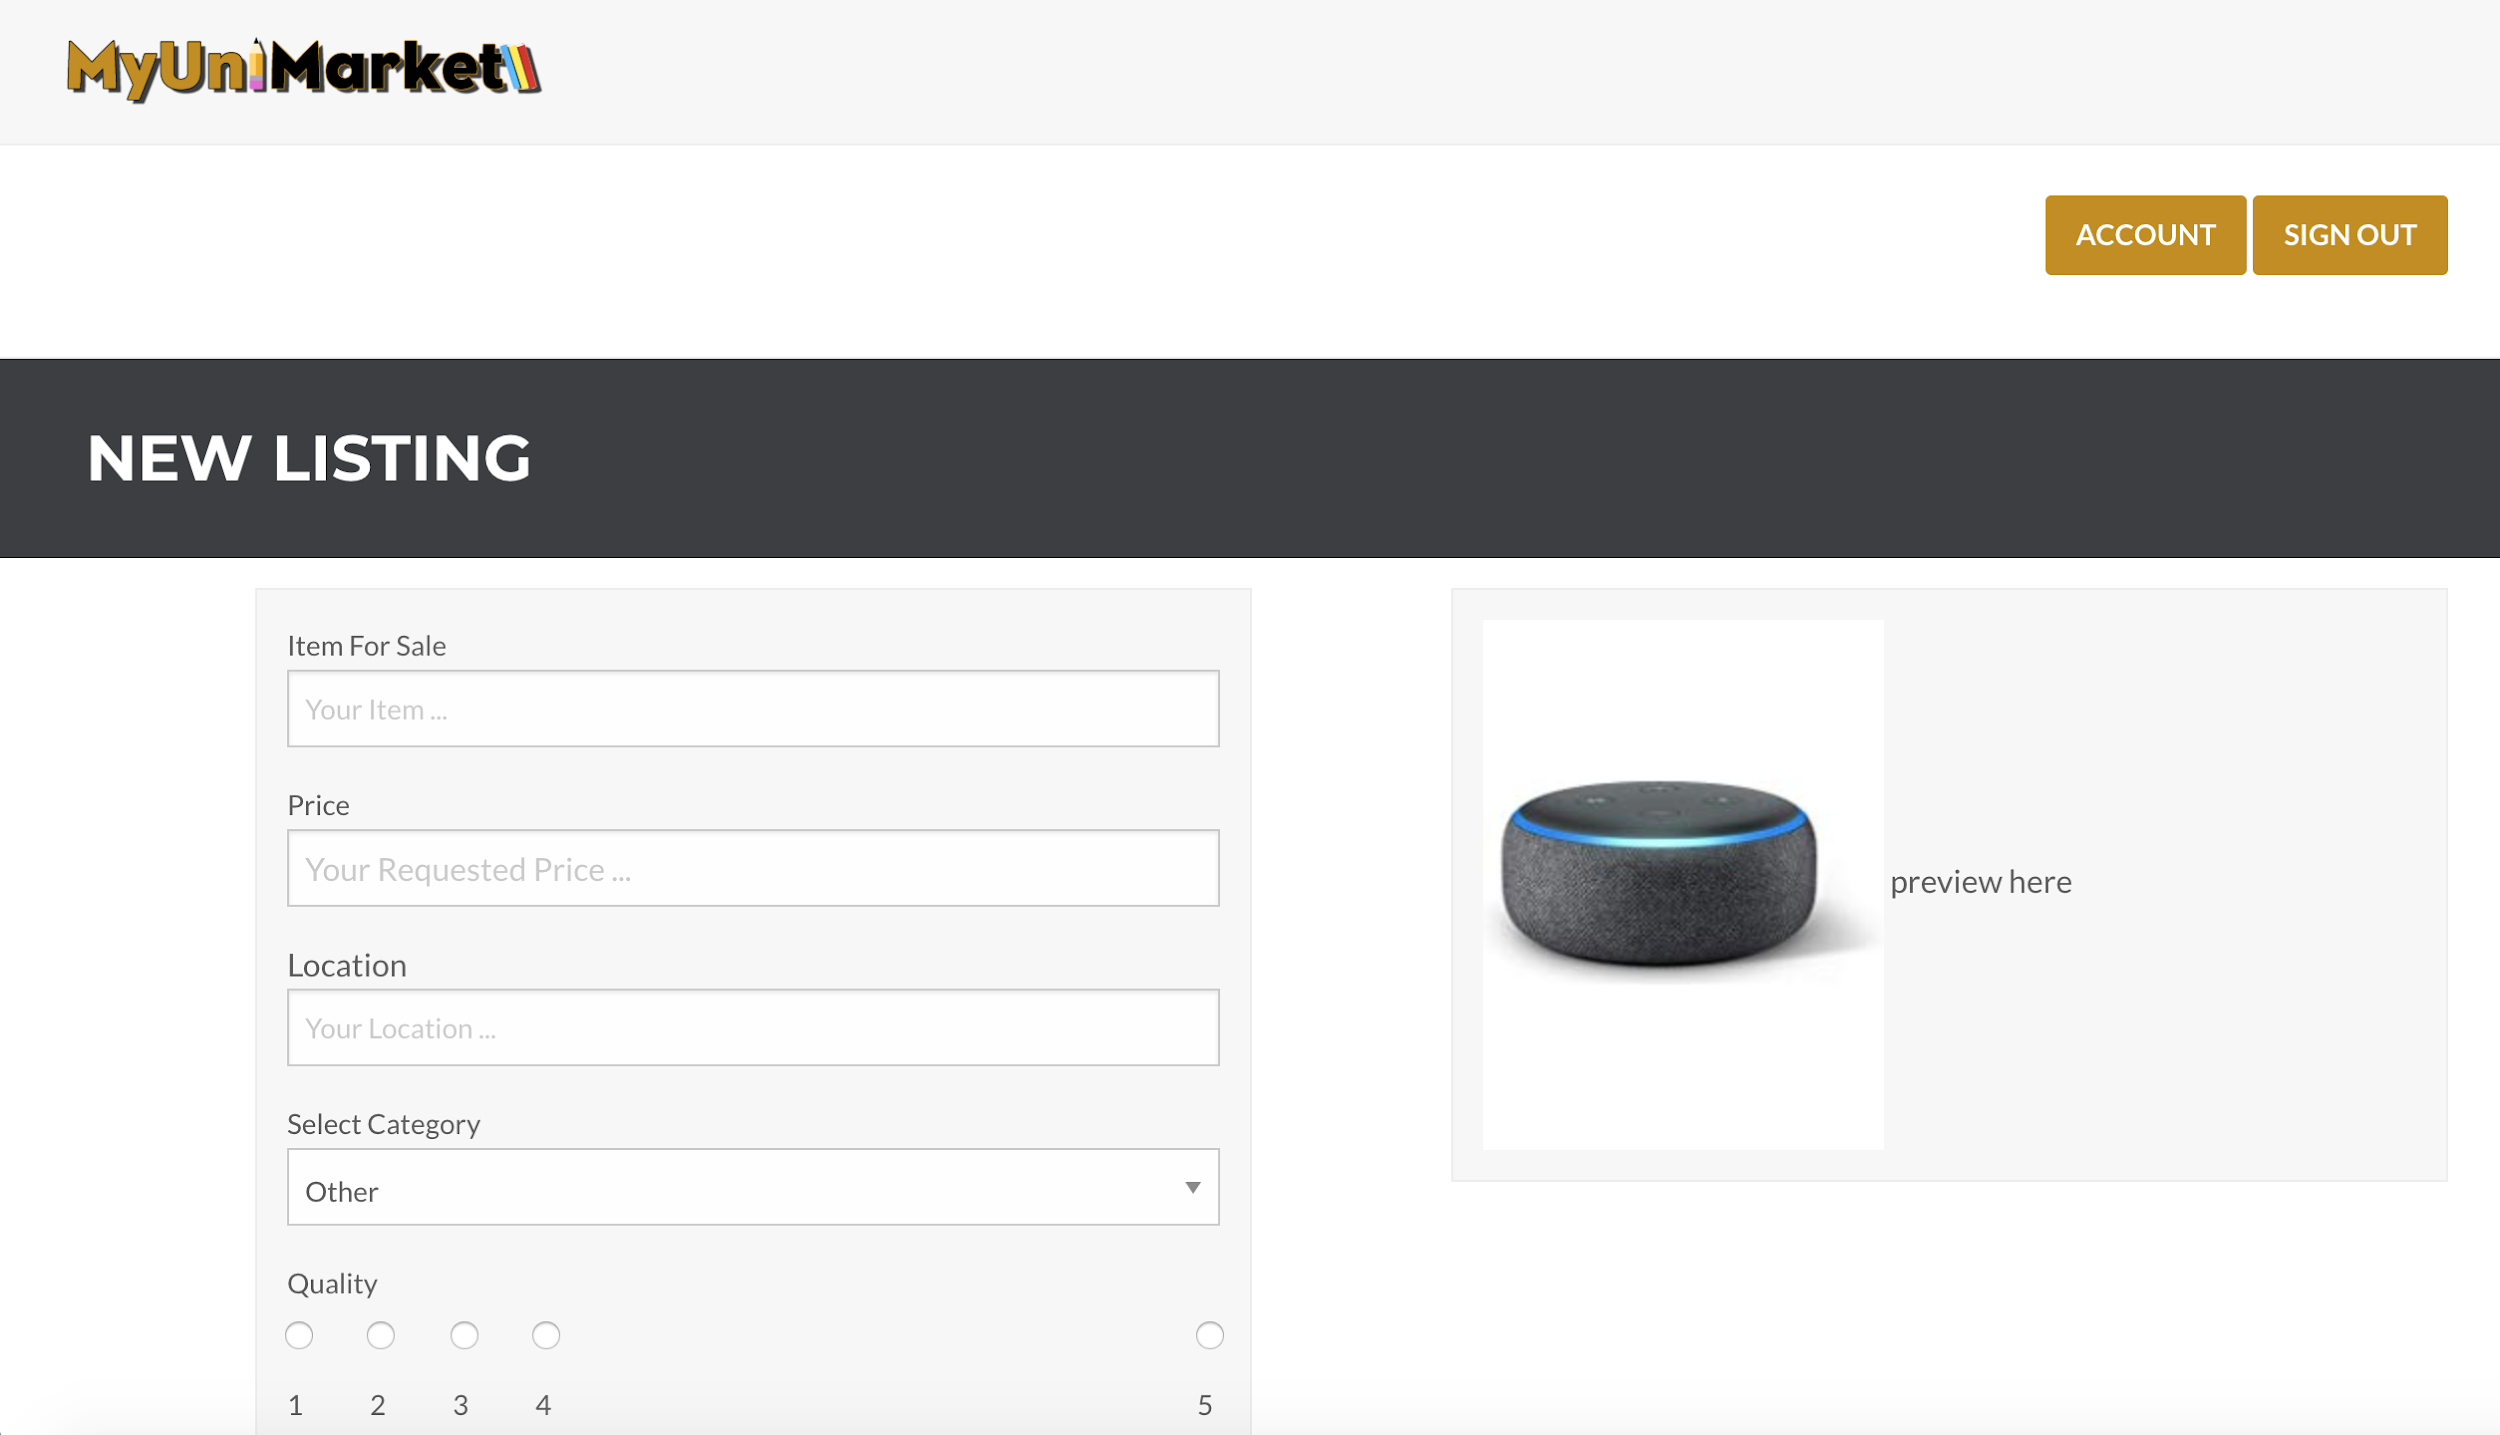 MyUniMarket
ACCOUNT SIGN OUT
NEW LISTING
Item For Sale
Your Item ...
Price
Your Requested Price ...
preview here
Location
Your Location ...
Select Category
Other
Quality
1 2 3 4 5